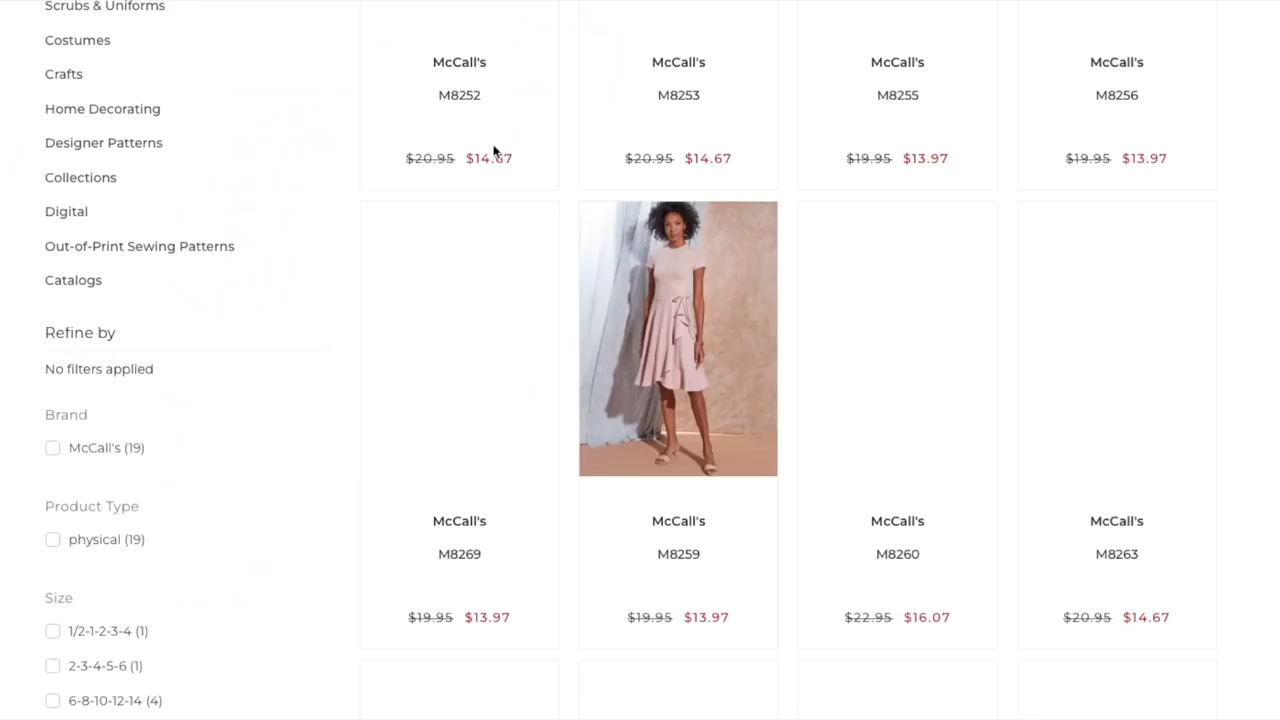 Scrubs & Uniforms
Costumes
Crafts
Home Decorating
Designer Patterns
Collections
Digital
Out-of-Print Sewing Patterns
Catalogs
Refine by
No filters applied
Brand
McCall's (19)
Product Type
physical (19)
Size
1/2-1-2-3-4 (1)
2-3-4-5-6 (1)
6-8-10-12-14 (4)
McCall's McCall's McCall's McCall's
M8252 M8253 M8255 M8256
$20.95 $14.67 $20.95 $14.67 $19.95 $13.97 $19.95 $13.97
McCall's McCall's McCall's McCall's
M8269 M8259 M8260 M8263
$19.95 $13.97 $19.95 $13.97 $22.95 $16.07 $20.95 $14.67